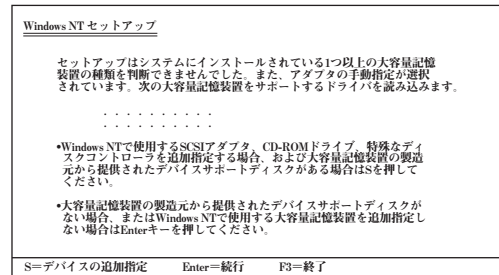 Windows NT セットアップ
セットアップはシステムにインストールされている1つ以上の大容量記憶
装置の種類を判断できませんでした。また、アダプタの手動指定が選択
されています。次の大容量記憶装置をサポートするドライバを読み込みます。
. . . . . . . . . .
. . . . . . . . . .
•Windows NTで使用するSCSIアダプタ、CD-ROMドライブ、特殊なディ
スクコントローラを追加指定する場合、および大容量記憶装置の製造
元から提供されたデバイスサポートディスクがある場合はSを押して
ください。
•大容量記憶装置の製造元から提供されたデバイスサポートディスクが
ない場合、またはWindows NTで使用する大容量記憶装置を追加指定し
ない場合はEnterキーを押してください。
S=デバイスの追加指定 Enter=続行 F3=終了